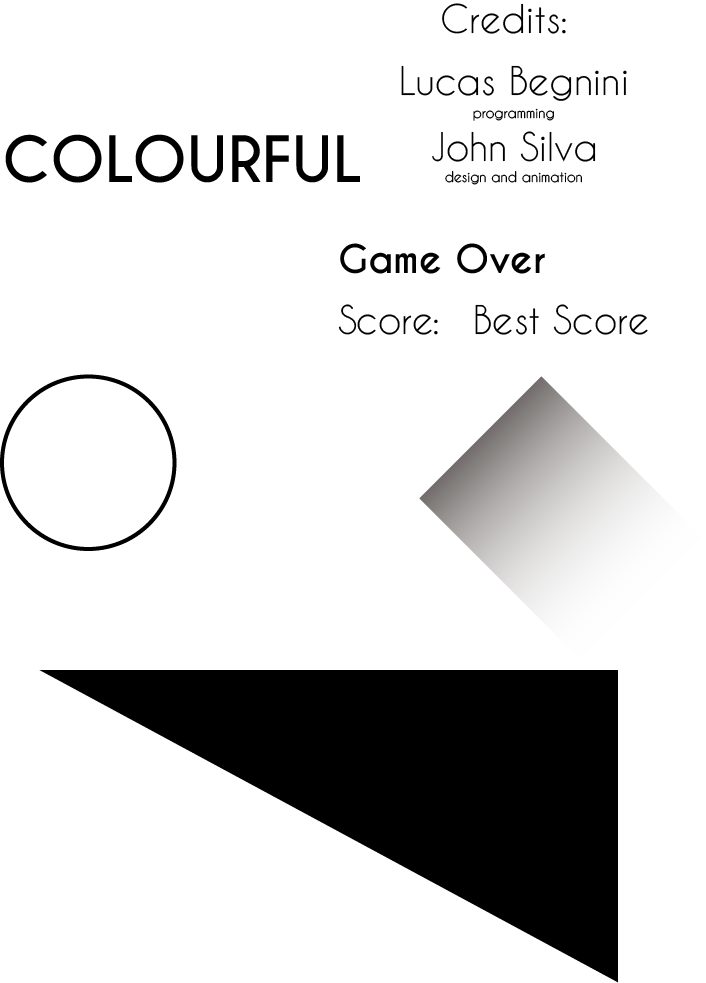 Credits:
Lucas Begnini
programming
John Silva
design and animation
COLOURFUL
Game Over
Score: Best Score